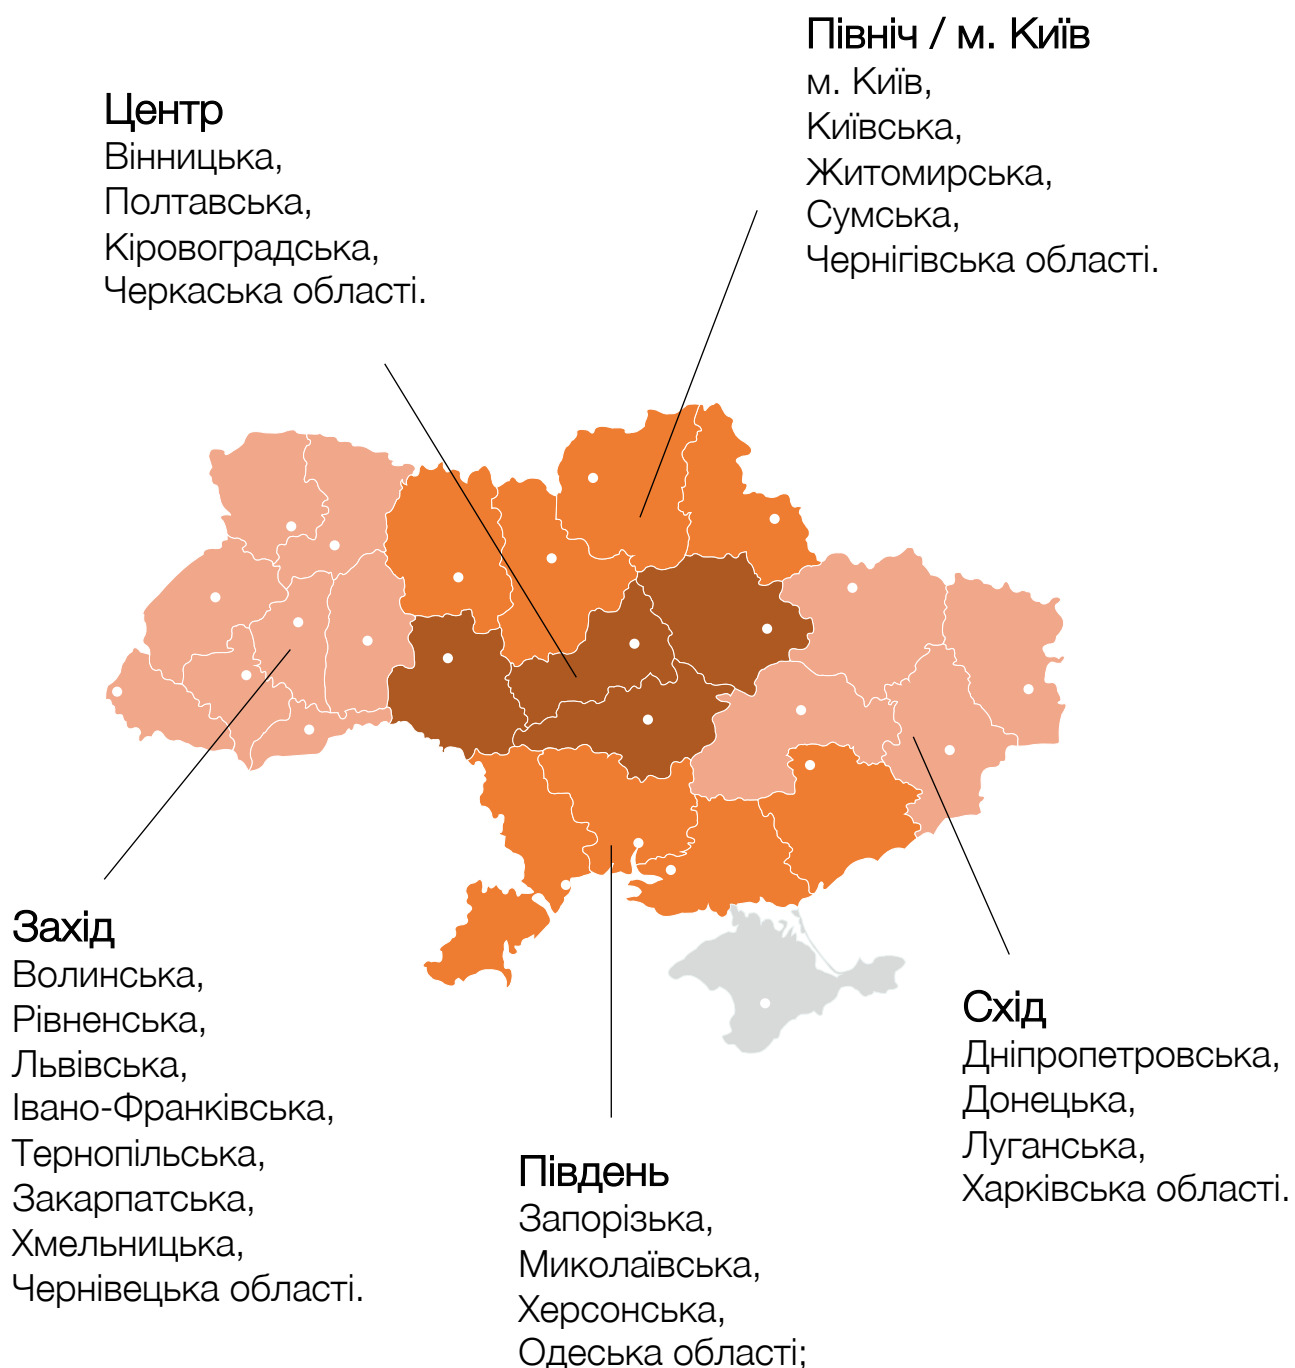 Північ / м. Київ
м. Київ,
Київська,
Житомирська,
Сумська,
Чернігівська області.
Центр
Вінницька,
Полтавська,
Кіровоградська,
Черкаська області.
Захід
Волинська,
Рівненська,
Львівська,
Івано-Франківська,
Тернопільська,
Закарпатська,
Хмельницька,
Чернівецька області.
Південь
Запорізька,
Миколаївська,
Херсонська,
Одеська області;
Схід
Дніпропетровська,
Донецька,
Луганська,
Харківська області.